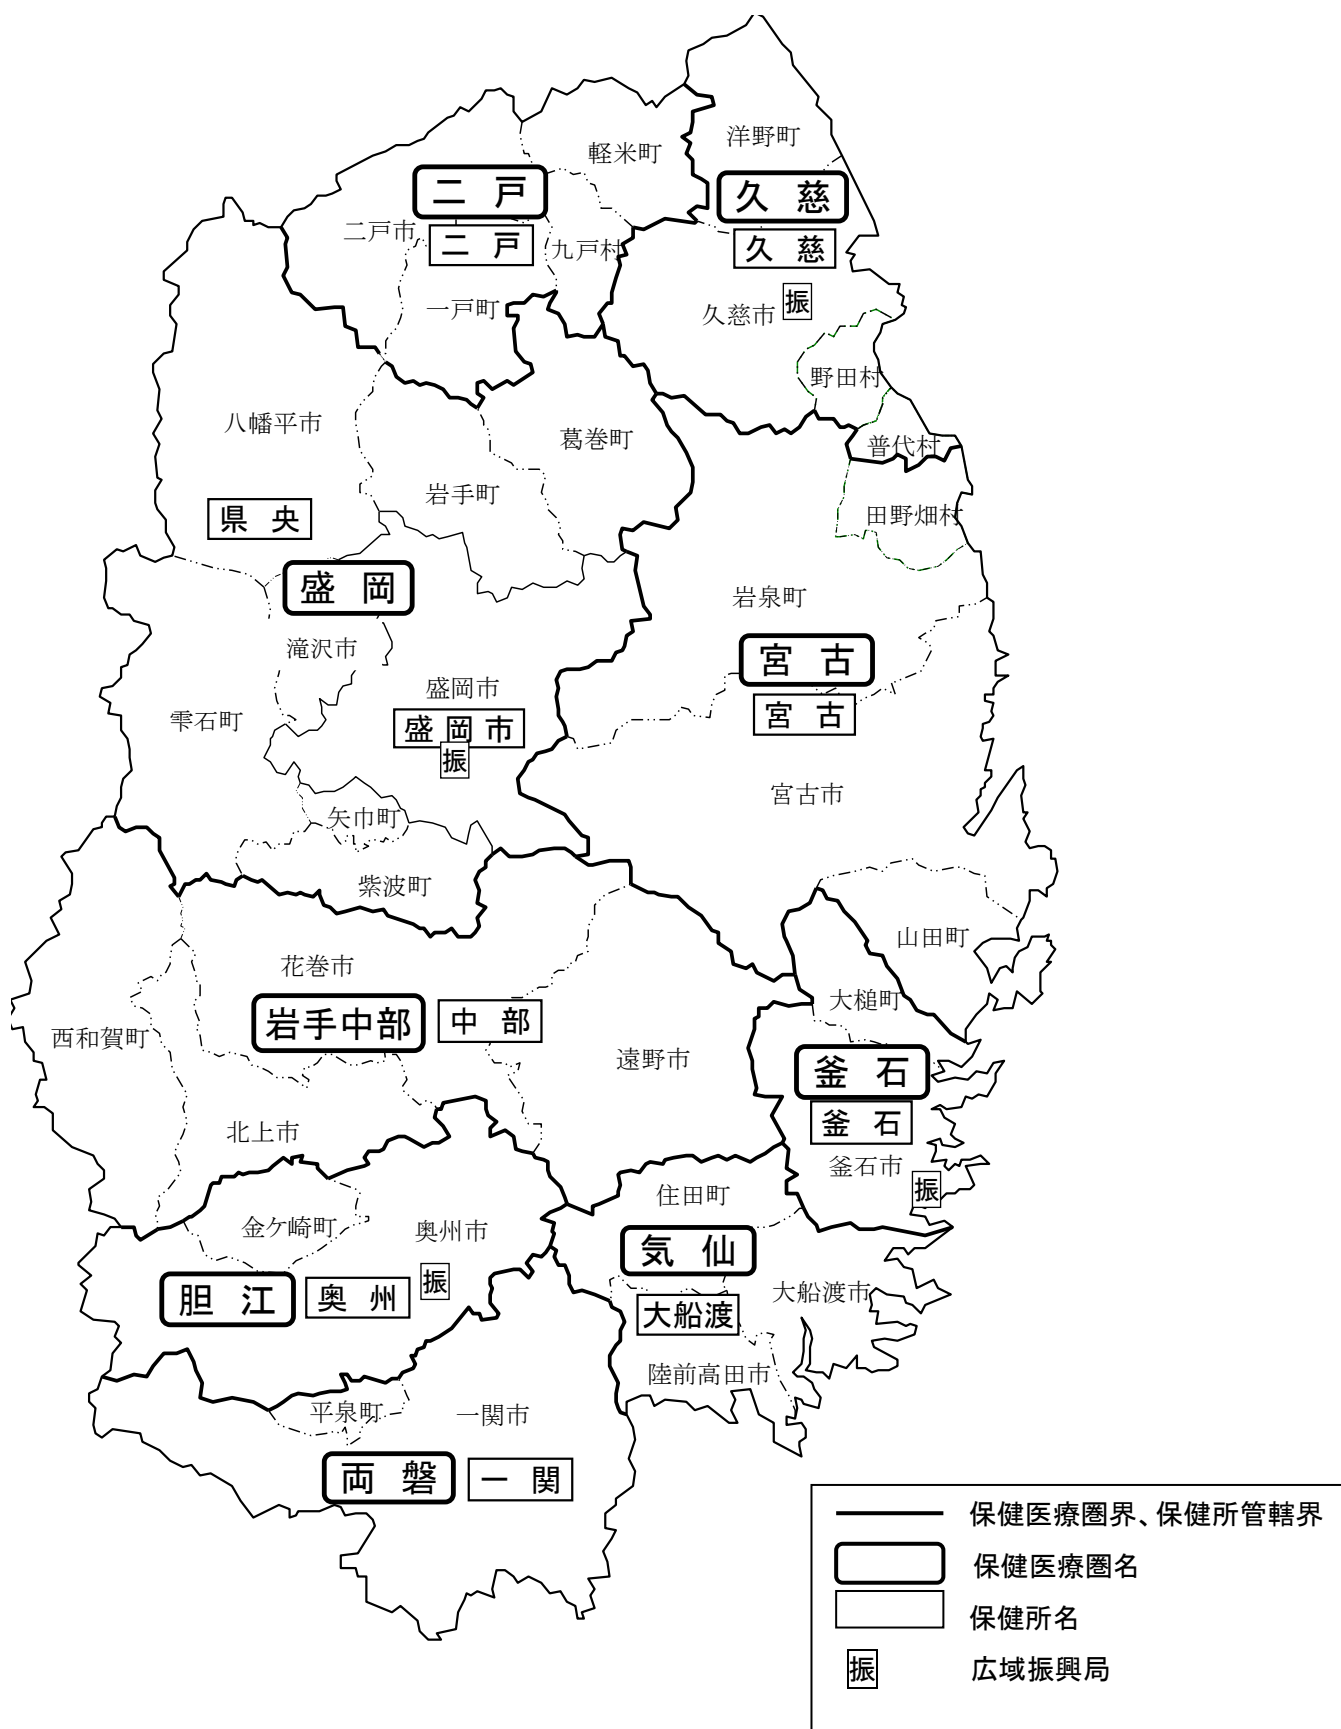 洋野町
軽米町
二　戸
久　慈
二戸市
二　戸
九戸村
久　慈
一戸町
久慈市
振
野田村
八幡平市
葛巻町
普代村
岩手町
県　央
田野畑村
盛　岡
岩泉町
滝沢市
宮　古
盛岡市
雫石町
盛 岡 市
宮　古
振
宮古市
矢巾町
紫波町
山田町
花巻市
大槌町
岩手中部
中　部
西和賀町
遠野市
釜　石
釜　石
北上市
釜石市
振
住田町
金ケ崎町
奥州市
気　仙
胆　江
奥　州
振
大船渡市
大船渡
陸前高田市
平泉町
一関市
両　磐
一　関
保健医療圏界、保健所管轄界
保健医療圏名
保健所名
振
広域振興局